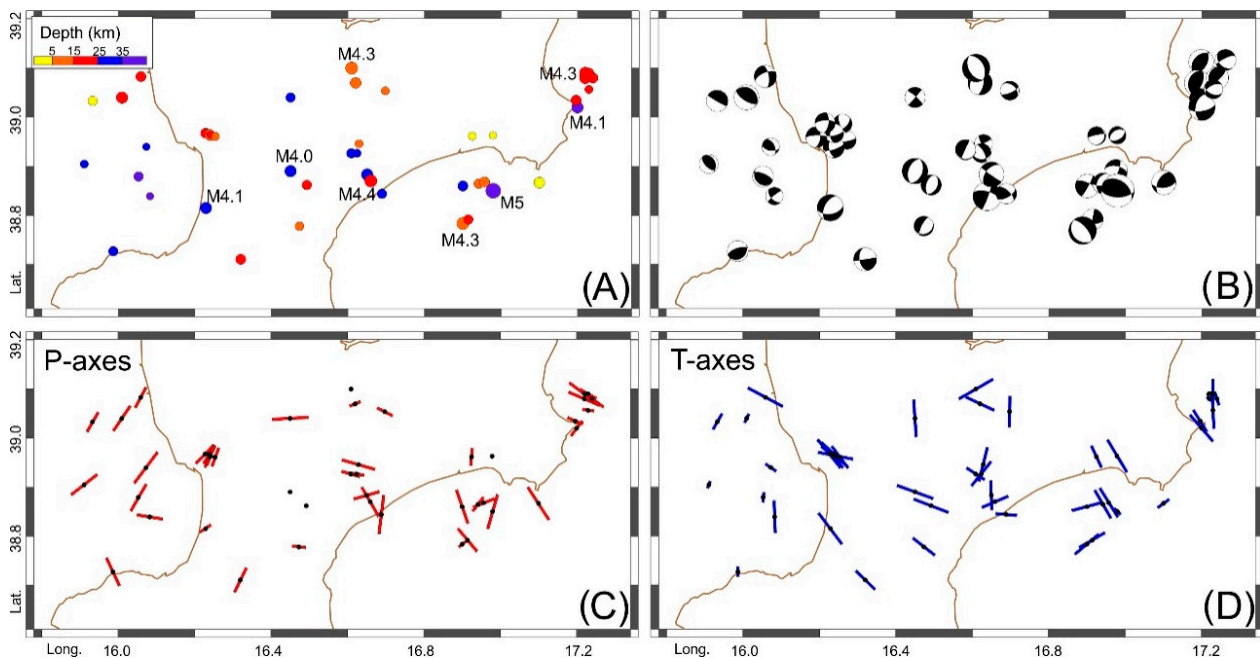 39.2
Depth (km)
5 15 25 35
M4.3
M4.3
39.0
M4.1
M4.0
M4.4
M4.1
M5
38.8
M4.3
Lat.
(A)
(B)
39.2
P-axes
T-axes
39.0
38.8
Lat.
(C)
(D)
Long. 16.0 16.4 16.8 17.2
Long. 16.0 16.4 16.8 17.2